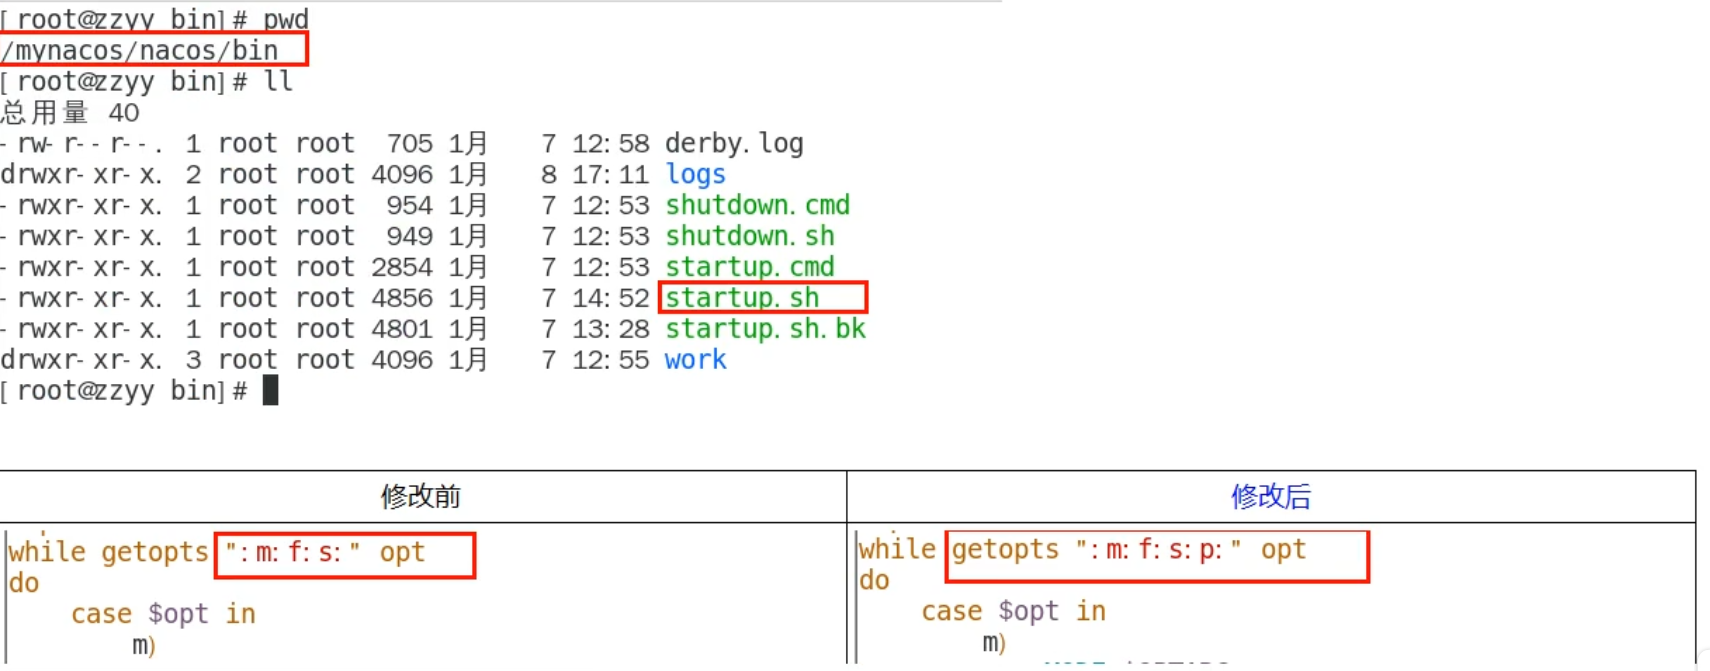 [root@zzyy bin]# pwd
/mynacos/nacos/bin
[root@zzyy bin]# ll
总用量 40
-rw-r--r--. 1 root root 705 1月 7 12:58 derby.log
drwxr-xr-x. 2 root root 4096 1月 8 17:11 logs
-rwxr-xr-x. 1 root root 954 1月 7 12:53 shutdown.cmd
-rwxr-xr-x. 1 root root 949 1月 7 12:53 shutdown.sh
-rwxr-xr-x. 1 root root 2854 1月 7 12:53 startup.cmd
-rwxr-xr-x. 1 root root 4856 1月 7 14:52 startup.sh
-rwxr-xr-x. 1 root root 4801 1月 7 13:28 startup.sh.bk
drwxr-xr-x. 3 root root 4096 1月 7 12:55 work
[root@zzyy bin]#
修改前
while getopts ":m:f:s:" opt
do
case $opt in
m)
修改后
while getopts ":m:f:s:p:" opt
do
case $opt in
m)